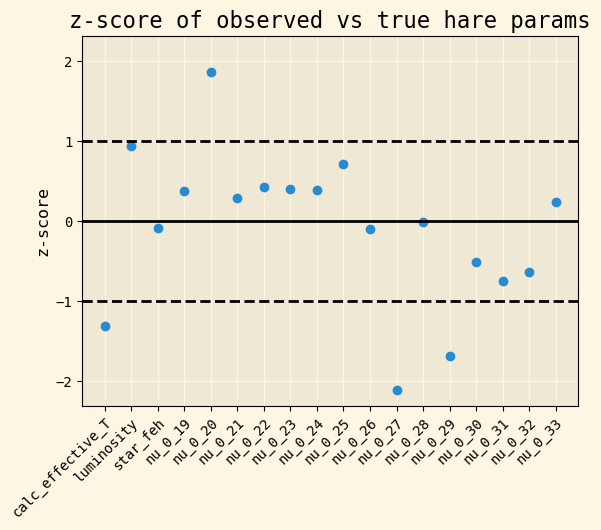 z-score of observed vs true hare params
z-score
2
1
0
−1
−2
calc_effective_T
luminosity
star_feh
nu_0_19
nu_0_20
nu_0_21
nu_0_22
nu_0_23
nu_0_24
nu_0_25
nu_0_26
nu_0_27
nu_0_28
nu_0_29
nu_0_30
nu_0_31
nu_0_32
nu_0_33